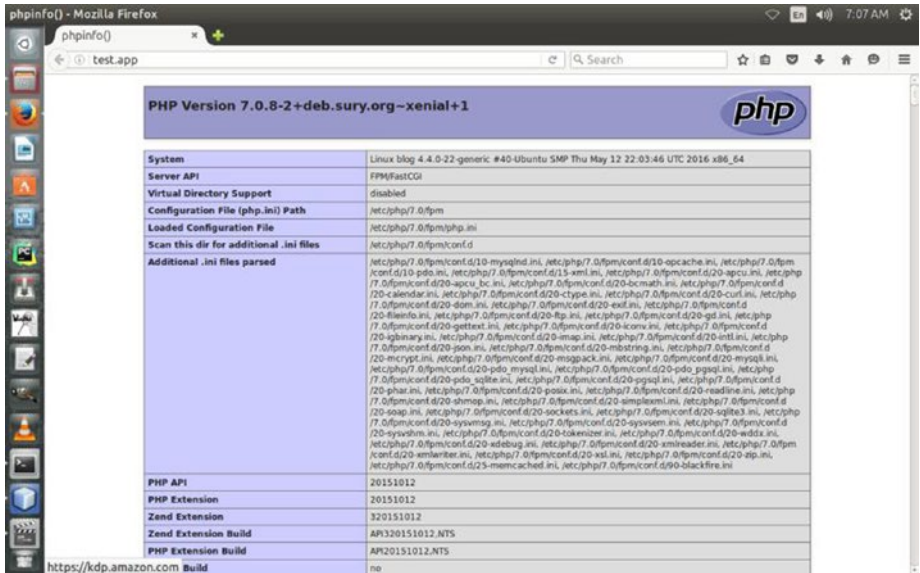 phpinfo() - Mozilla Firefox
En
7:07 AM
phpinfo()
test.app
Search
PHP Version 7.0.8-2+deb.sury.org~xenial+1
php
System Linux blog 4.4.0-22-generic #40-Ubuntu SMP Thu May 12 22:03:46 UTC 2016 x86_64
Server API FPM/FastCGI
Virtual Directory Support disabled
Configuration File (php.ini) Path /etc/php/7.0/fpm
Loaded Configuration File /etc/php/7.0/fpm/php.ini
Scan this dir for additional .ini files /etc/php/7.0/fpm/conf.d
Additional .ini files parsed /etc/php/7.0/fpm/conf.d/10-mysqlnd.ini, /etc/php/7.0/fpm/conf.d/10-opcache.ini, /etc/php/7.0/fpm
/conf.d/10-pdo.ini, /etc/php/7.0/fpm/conf.d/15-xml.ini, /etc/php/7.0/fpm/conf.d/20-apcu.ini, /etc/php
/7.0/fpm/conf.d/20-apcu_bc.ini, /etc/php/7.0/fpm/conf.d/20-bcmath.ini, /etc/php/7.0/fpm/conf.d
/20-calendar.ini, /etc/php/7.0/fpm/conf.d/20-ctype.ini, /etc/php/7.0/fpm/conf.d/20-curl.ini, /etc/php
/7.0/fpm/conf.d/20-dom.ini, /etc/php/7.0/fpm/conf.d/20-exif.ini, /etc/php/7.0/fpm/conf.d
/20-fileinfo.ini, /etc/php/7.0/fpm/conf.d/20-ftp.ini, /etc/php/7.0/fpm/conf.d/20-gd.ini, /etc/php
/7.0/fpm/conf.d/20-gettext.ini, /etc/php/7.0/fpm/conf.d/20-iconv.ini, /etc/php/7.0/fpm/conf.d
/20-igbinary.ini, /etc/php/7.0/fpm/conf.d/20-imap.ini, /etc/php/7.0/fpm/conf.d/20-intl.ini, /etc/php
/7.0/fpm/conf.d/20-json.ini, /etc/php/7.0/fpm/conf.d/20-mbstring.ini, /etc/php/7.0/fpm/conf.d
/20-mcrypt.ini, /etc/php/7.0/fpm/conf.d/20-msgpack.ini, /etc/php/7.0/fpm/conf.d/20-mysqli.ini,
/etc/php/7.0/fpm/conf.d/20-pdo_mysql.ini, /etc/php/7.0/fpm/conf.d/20-pdo_pgsql.ini, /etc/php
/7.0/fpm/conf.d/20-pdo_sqlite.ini, /etc/php/7.0/fpm/conf.d/20-pgsql.ini, /etc/php/7.0/fpm/conf.d
/20-phar.ini, /etc/php/7.0/fpm/conf.d/20-posix.ini, /etc/php/7.0/fpm/conf.d/20-readline.ini, /etc/php
/7.0/fpm/conf.d/20-shmop.ini, /etc/php/7.0/fpm/conf.d/20-simplexml.ini, /etc/php/7.0/fpm/conf.d
/20-soap.ini, /etc/php/7.0/fpm/conf.d/20-sockets.ini, /etc/php/7.0/fpm/conf.d/20-sqlite3.ini, /etc/php
/7.0/fpm/conf.d/20-sysvmsg.ini, /etc/php/7.0/fpm/conf.d/20-sysvsem.ini, /etc/php/7.0/fpm/conf.d
/20-sysvshm.ini, /etc/php/7.0/fpm/conf.d/20-tokenizer.ini, /etc/php/7.0/fpm/conf.d/20-wddx.ini,
/etc/php/7.0/fpm/conf.d/20-xdebug.ini, /etc/php/7.0/fpm/conf.d/20-xmlreader.ini, /etc/php/7.0/fpm
/conf.d/20-xmlwriter.ini, /etc/php/7.0/fpm/conf.d/20-xsl.ini, /etc/php/7.0/fpm/conf.d/20-zip.ini,
/etc/php/7.0/fpm/conf.d/25-memcached.ini, /etc/php/7.0/fpm/conf.d/90-blackfire.ini
PHP API 20151012
PHP Extension 20151012
Zend Extension 320151012
Zend Extension Build API320151012,NTS
PHP Extension Build API20151012,NTS
https://kdp.amazon.com Build no